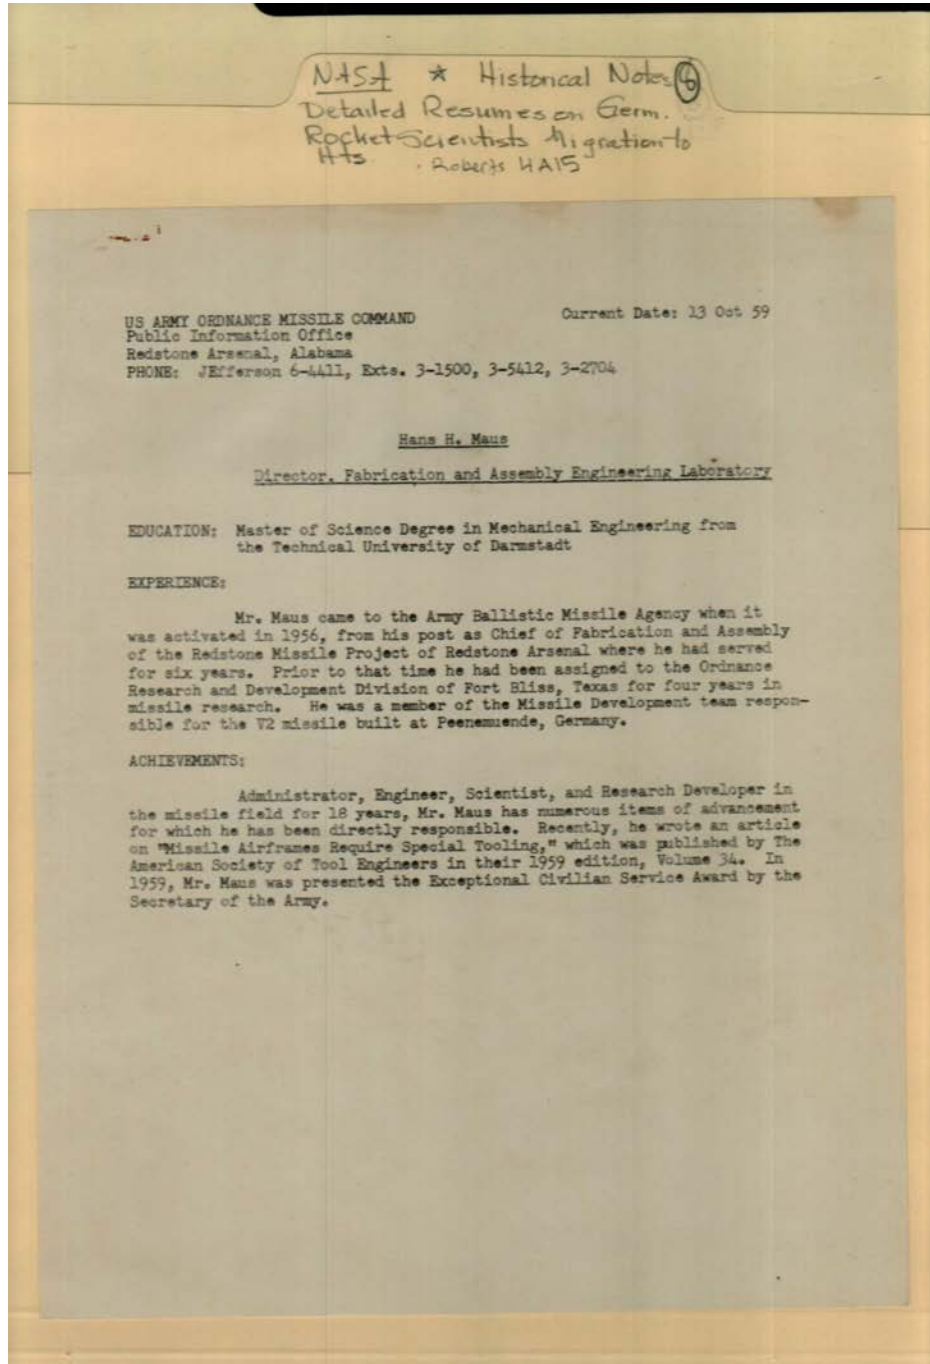 NASA * Historical Notes 6
Detailed Resumes on Germ.
Rocket Scientists Migration to
Hts. Roberts HA15
US ARMY ORDNANCE MISSILE COMMAND Current Date: 13 Oct 59
Public Information Office
Redstone Arsenal, Alabama
PHONE: JEfferson 6-4411, Exts. 3-1500, 3-5412, 3-2704
Hans H. Maus
Director, Fabrication and Assembly Engineering Laboratory
EDUCATION: Master of Science Degree in Mechanical Engineering from
the Technical University of Darmstadt
EXPERIENCE:
Mr. Maus came to the Army Ballistic Missile Agency when it
was activated in 1956, from his post as Chief of Fabrication and Assembly
of the Redstone Missile Project of Redstone Arsenal where he had served
for six years. Prior to that time he had been assigned to the Ordnance
Research and Development Division of Fort Bliss, Texas for four years in
missile research. He was a member of the Missile Development team respon-
sible for the V2 missile built at Peenemuende, Germany.
ACHIEVEMENTS:
Administrator, Engineer, Scientist, and Research Developer in
the missile field for 18 years, Mr. Maus has numerous items of advancement
for which he has been directly responsible. Recently, he wrote an article
on "Missile Airframes Require Special Tooling," which was published by The
American Society of Tool Engineers in their 1959 edition, Volume 34. In
1959, Mr. Maus was presented the Exceptional Civilian Service Award by the
Secretary of the Army.